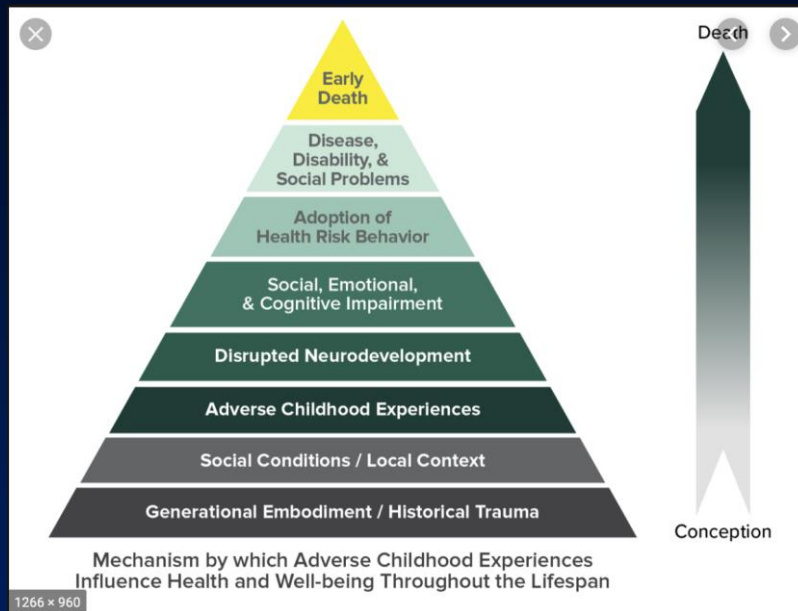 Death
Early
Death
Disease,
Disability, &
Social Problems
Adoption of
Health Risk Behavior
Social, Emotional,
& Cognitive Impairment
Disrupted Neurodevelopment
Adverse Childhood Experiences
Social Conditions / Local Context
Generational Embodiment / Historical Trauma
Conception
Mechanism by which Adverse Childhood Experiences
Influence Health and Well-being Throughout the Lifespan
1266 × 960